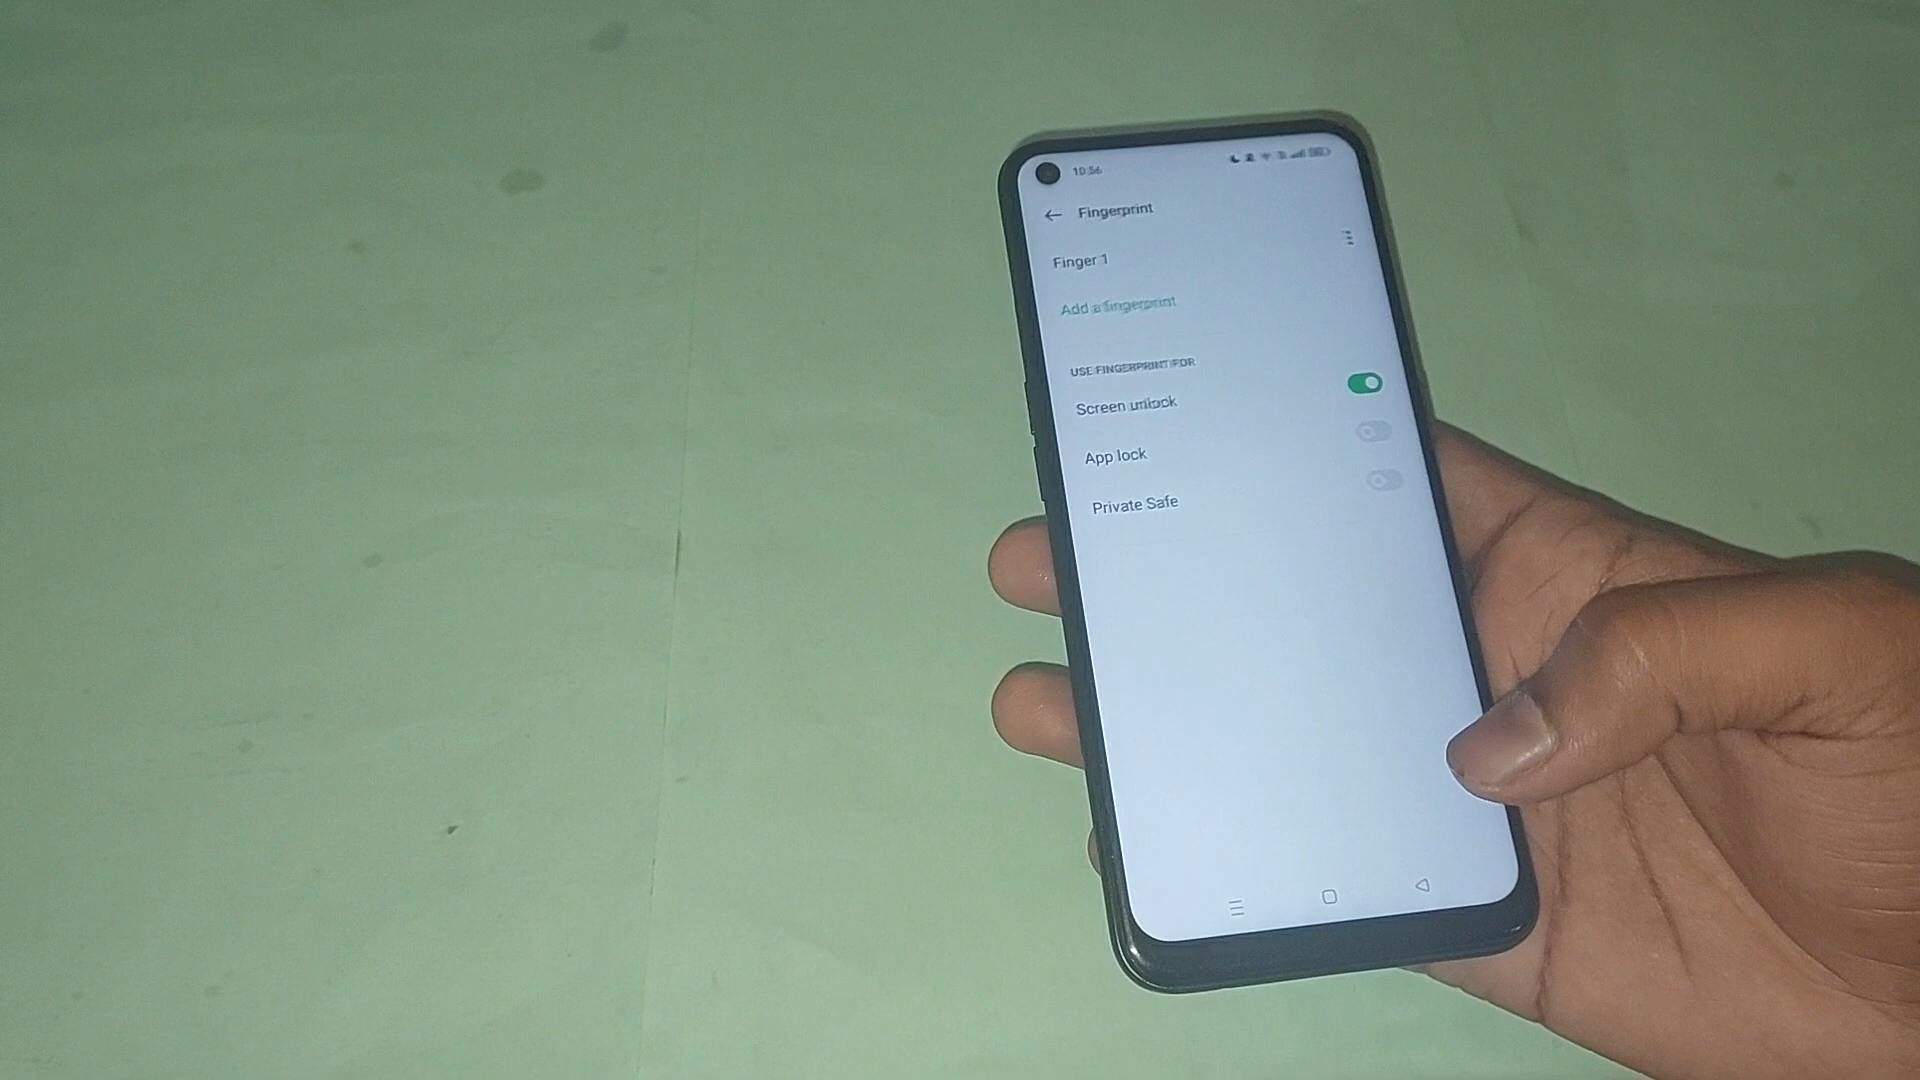 10:56
Fingerprint
Finger 1
Add a fingerprint
USE FINGERPRINT FOR
Screen unlock
App lock
Private Safe